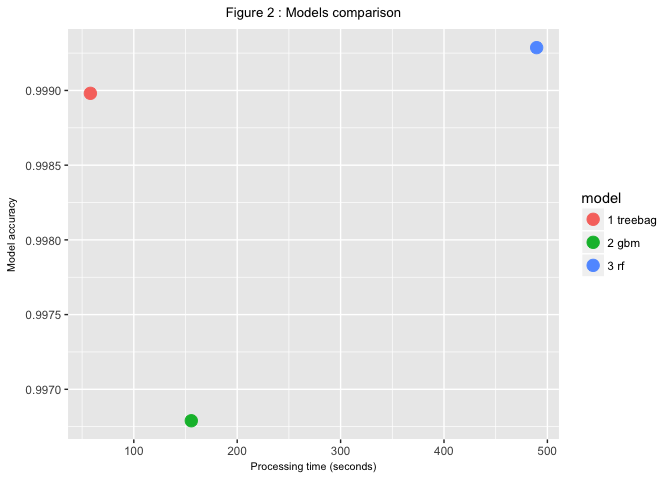 Figure 2 : Models comparison
0.9990
0.9985
0.9980
0.9975
0.9970
Model accuracy
100 200 300 400 500
Processing time (seconds)
model
1 treebag
2 gbm
3 rf